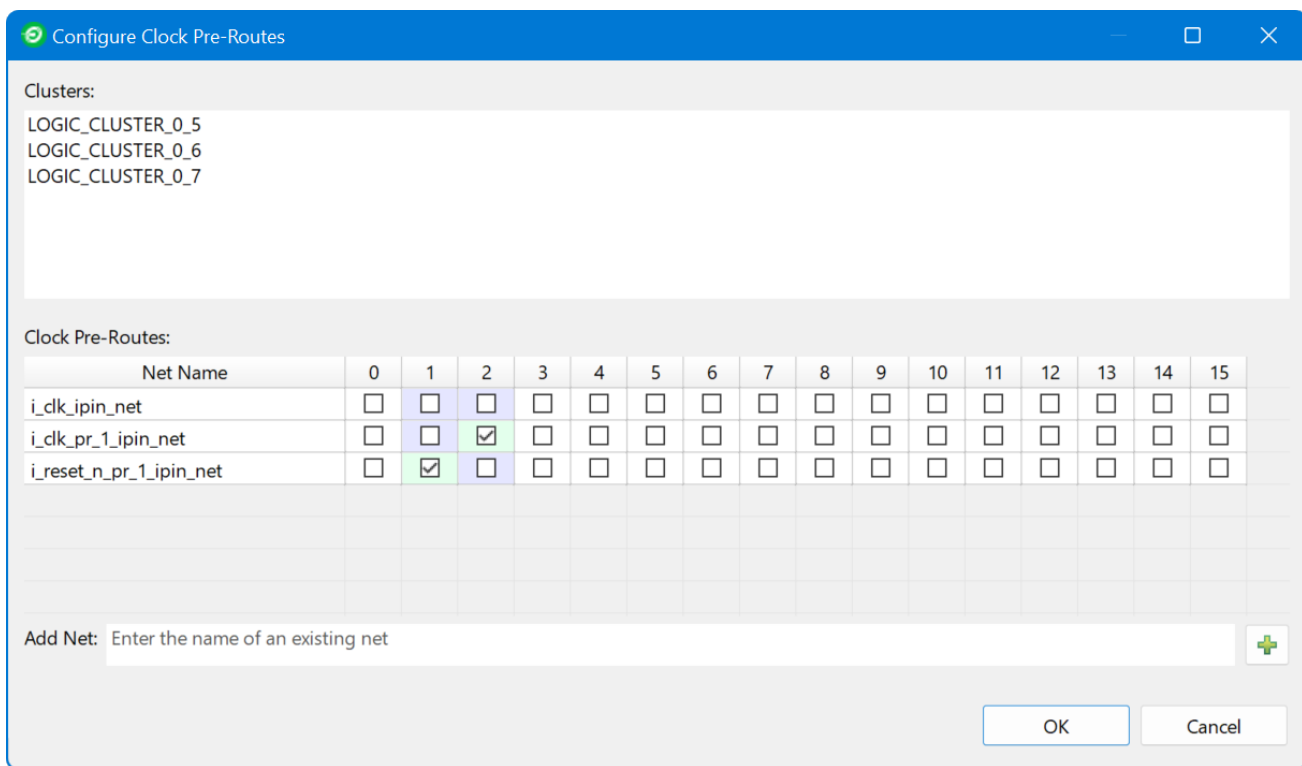 Configure Clock Pre-Routes
Clusters:
LOGIC_CLUSTER_0_5
LOGIC_CLUSTER_0_6
LOGIC_CLUSTER_0_7
Clock Pre-Routes:
Net Name 0 1 2 3 4 5 6 7 8 9 10 11 12 13 14 15
i_clk_ipin_net
i_clk_pr_1_ipin_net
i_reset_n_pr_1_ipin_net
Add Net: Enter the name of an existing net
OK Cancel